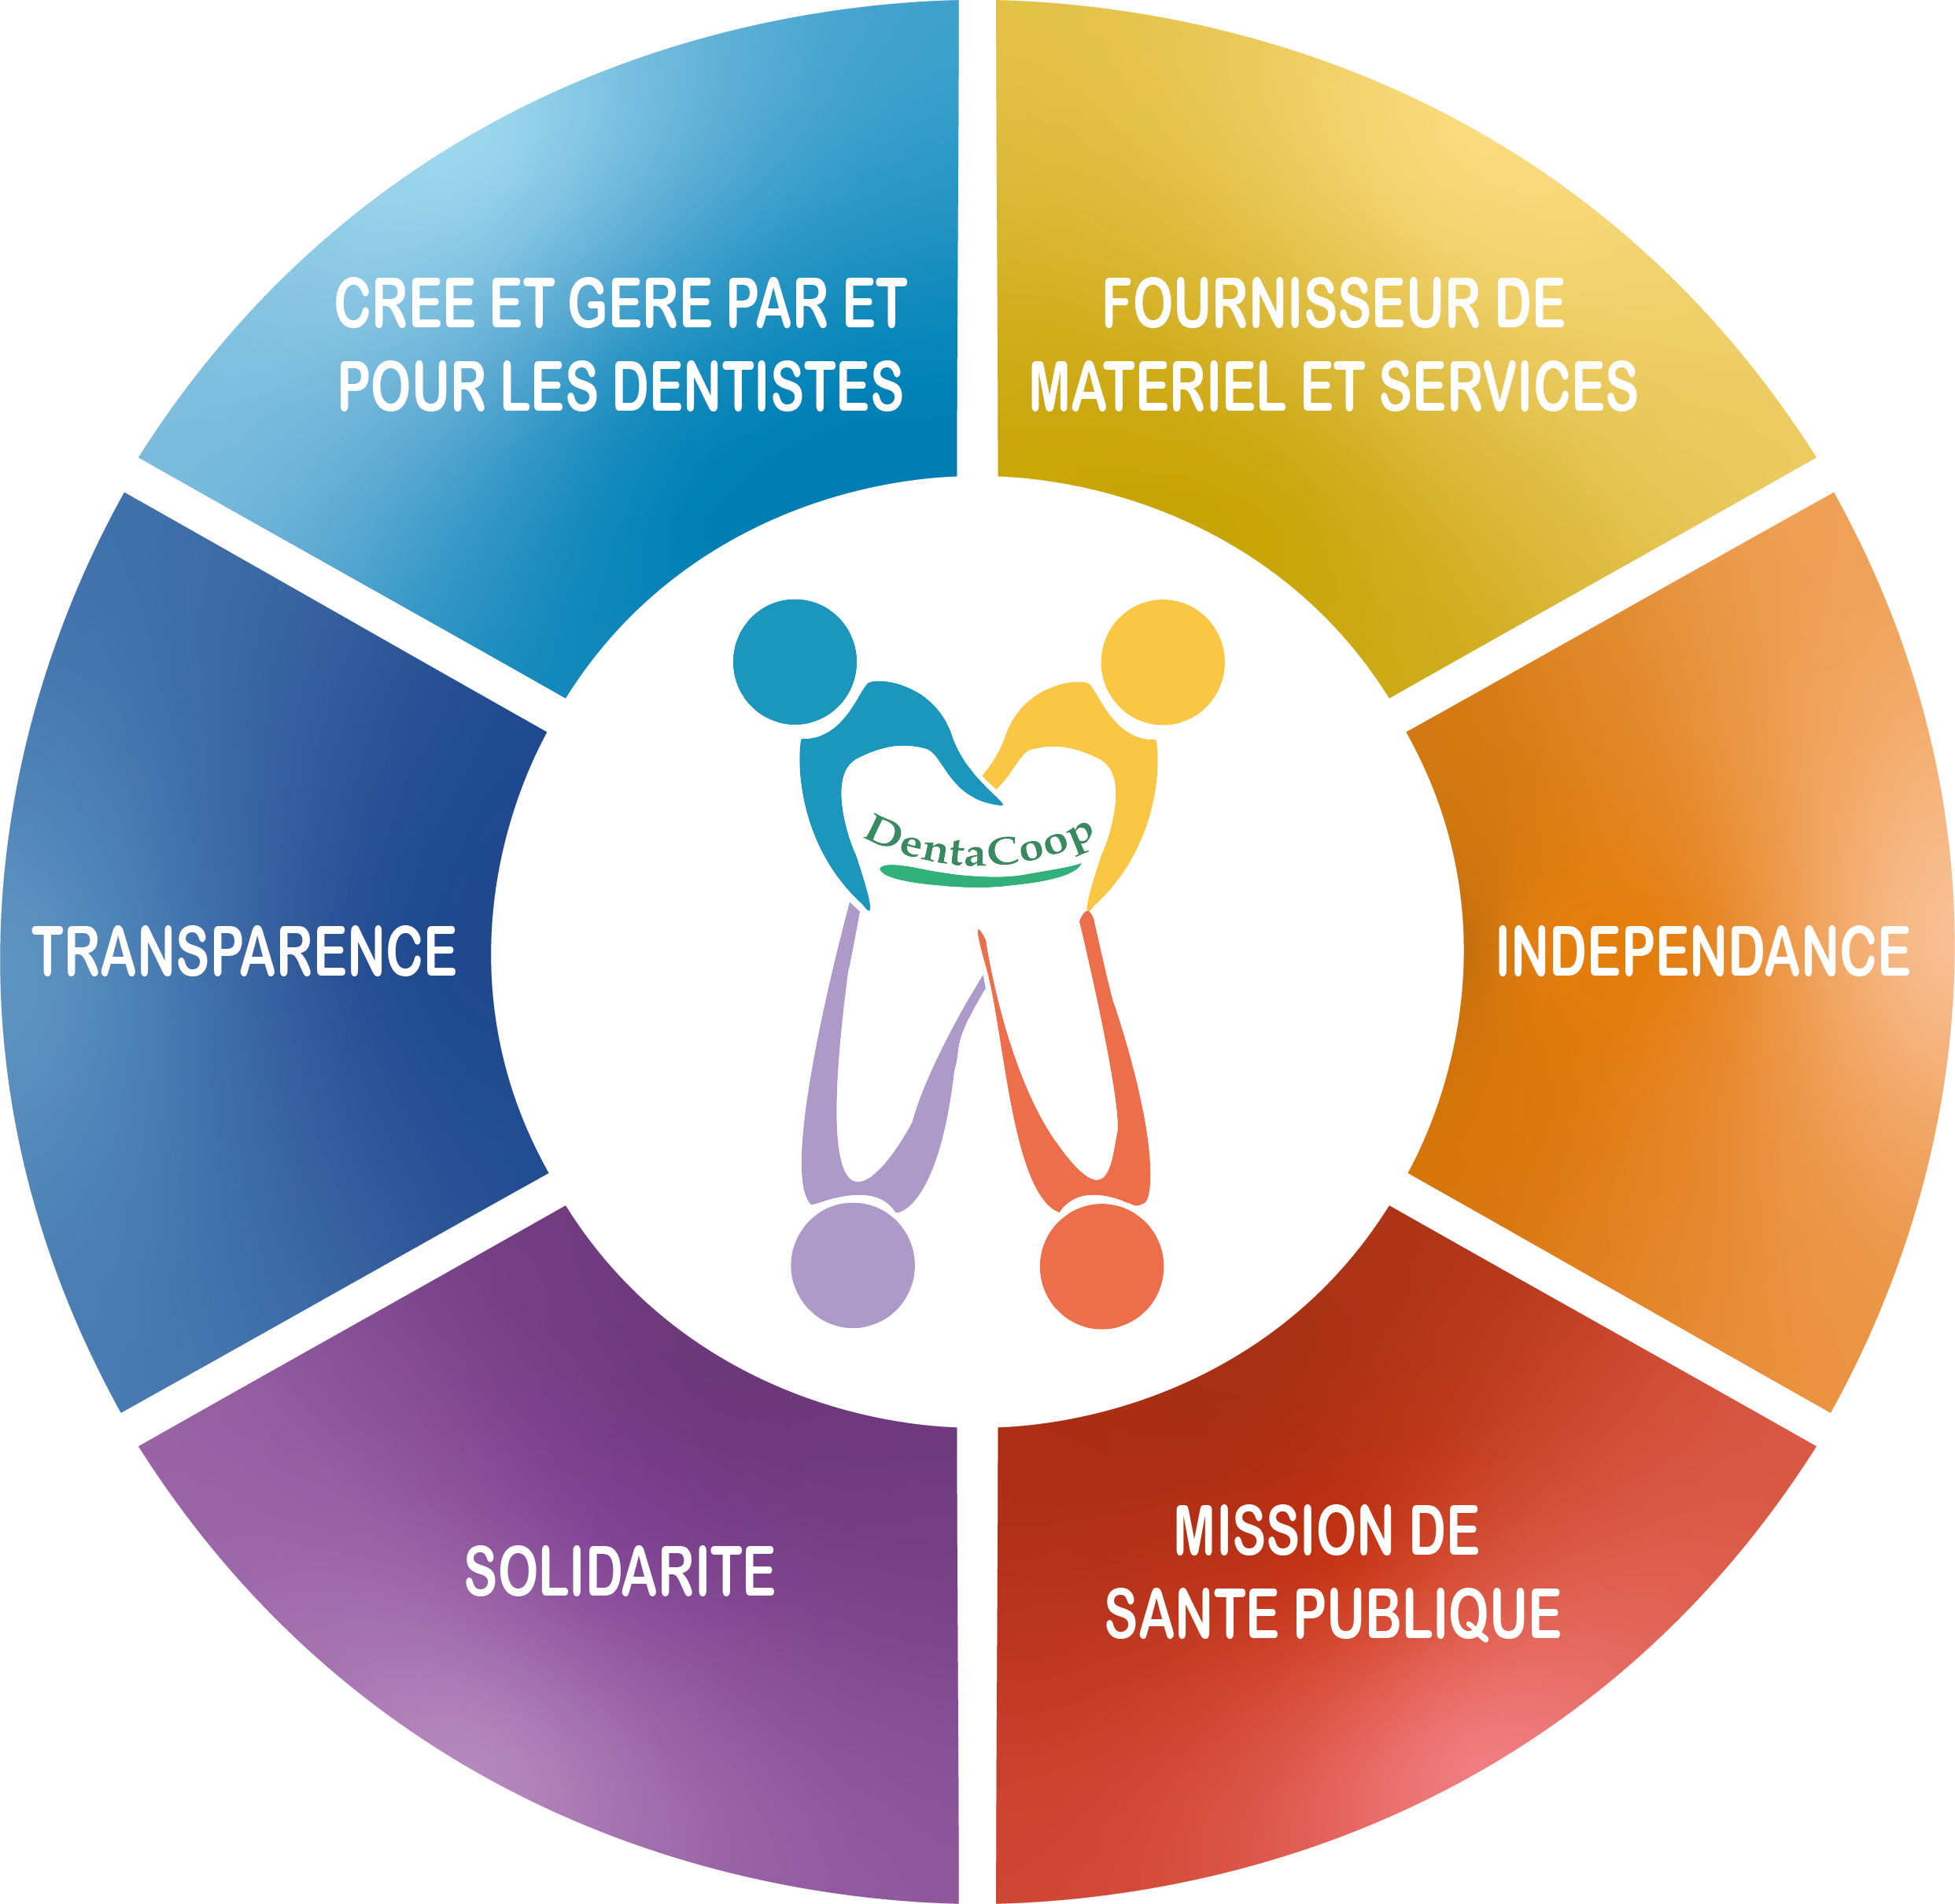 CREE ET GERE PAR ET
POUR LES DENTISTES
FOURNISSEUR DE
MATERIEL ET SERVICES
TRANSPARENCE
DentaCoop
INDEPENDANCE
SOLIDARITE
MISSION DE
SANTE PUBLIQUE